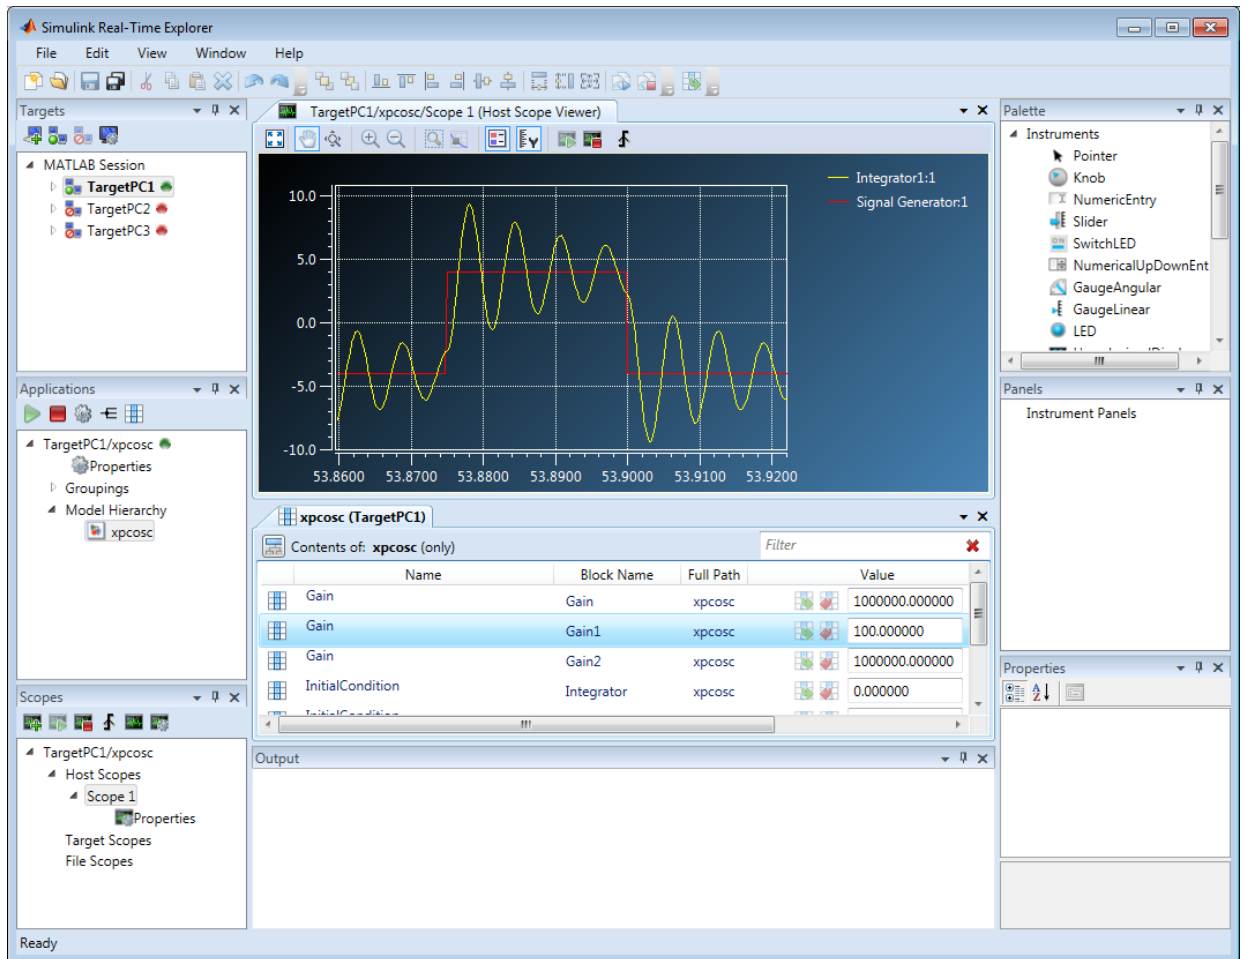 Simulink Real-Time Explorer
File Edit View Window Help
Targets
MATLAB Session
TargetPC1
TargetPC2
TargetPC3
Applications
TargetPC1/xpcosc
Properties
Groupings
Model Hierarchy
xpcosc
Scopes
TargetPC1/xpcosc
Host Scopes
Scope 1
Properties
Target Scopes
File Scopes
TargetPC1/xpcosc/Scope 1 (Host Scope Viewer)
Integrator1:1
Signal Generator:1
10.0
5.0
0.0
-5.0
-10.0
53.8600 53.8700 53.8800 53.8900 53.9000 53.9100 53.9200
xpcosc (TargetPC1)
Contents of: xpcosc (only) Filter
Name Block Name Full Path Value
Gain Gain xpcosc 1000000.000000
Gain Gain1 xpcosc 100.000000
Gain Gain2 xpcosc 1000000.000000
InitialCondition Integrator xpcosc 0.000000
InitialCondition
Output
Palette
Instruments
Pointer
Knob
NumericEntry
Slider
SwitchLED
NumericalUpDownEnt
GaugeAngular
GaugeLinear
LED
Panels
Instrument Panels
Properties
Ready